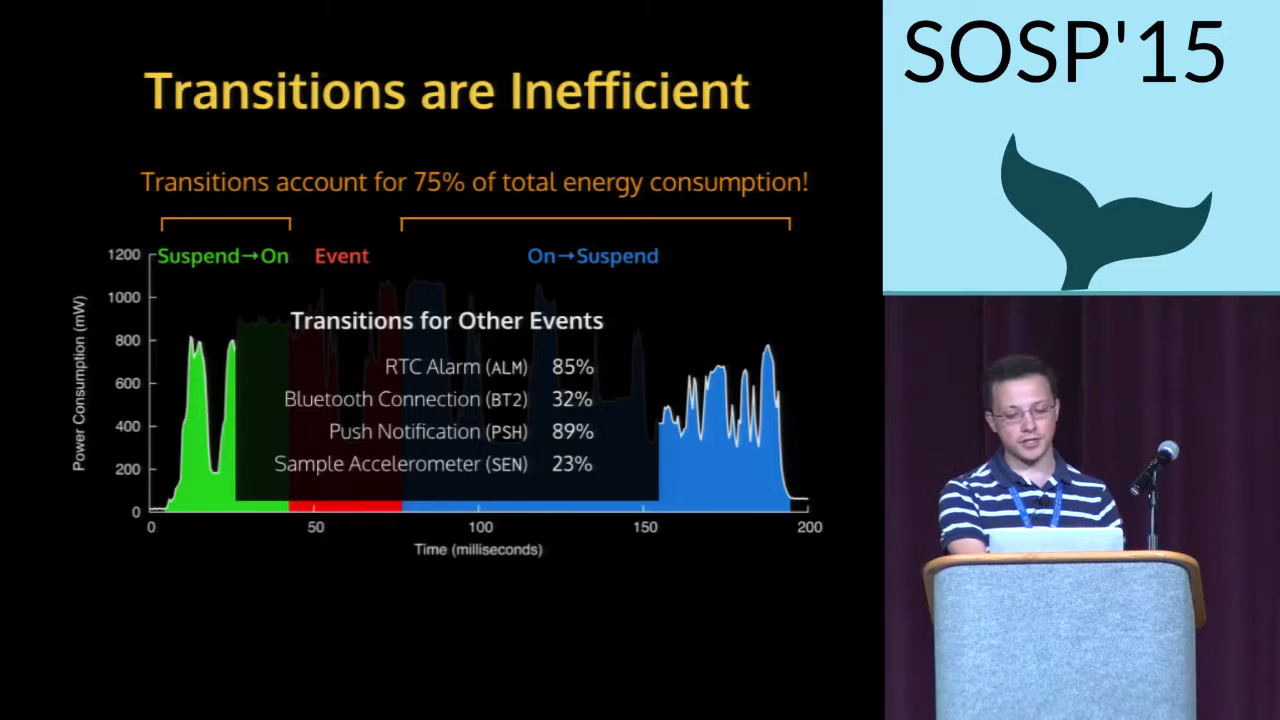 Transitions are Inefficient
SOSP'15
Transitions account for 75% of total energy consumption!
Suspend→On
Event
On→Suspend
1200
1000
800
600
400
200
0
Power Consumption (mW)
Transitions for Other Events
RTC Alarm (ALM) 85%
Bluetooth Connection (BT2) 32%
Push Notification (PSH) 89%
Sample Accelerometer (SEN) 23%
0 50 100 150 200
Time (milliseconds)